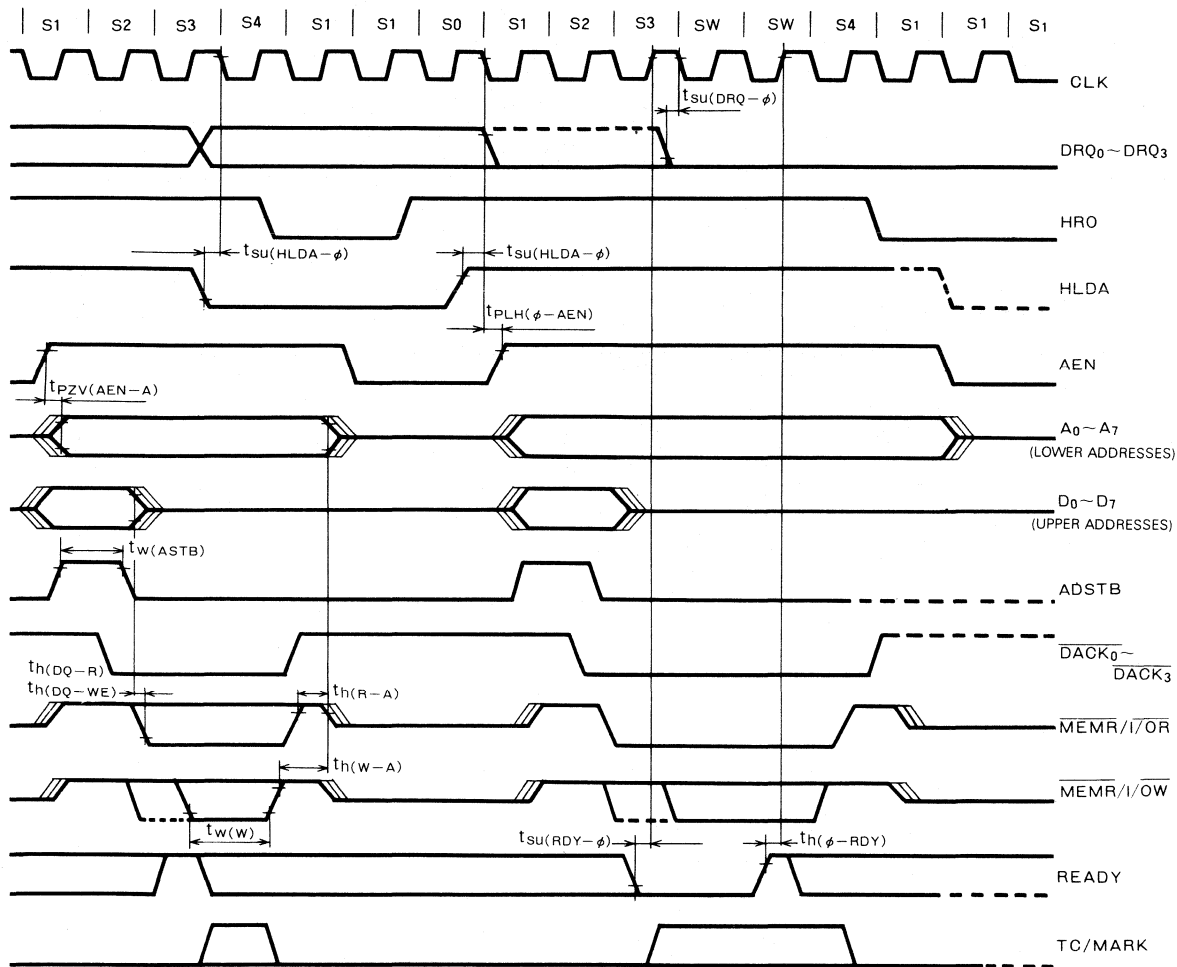 S1 S2 S3 S4 S1 S1 S0 S1 S2 S3 SW SW S4 S1 S1 S1
CLK
tsu(DRQ-φ)
DRQ0~DRQ3
HRO
tsu(HLDA-φ) tsu(HLDA-φ)
HLDA
tPLH(φ-AEN)
AEN
tPZV(AEN-A)
A0~A7
(LOWER ADDRESSES)
D0~D7
(UPPER ADDRESSES)
tW(ASTB)
ADSTB
DACK0~
DACK3
th(DQ-R)
th(DQ-WE) th(R-A)
MEMR/I/OR
th(W-A)
MEMR/I/OW
tW(W) tsu(RDY-φ) th(φ-RDY)
READY
TC/MARK